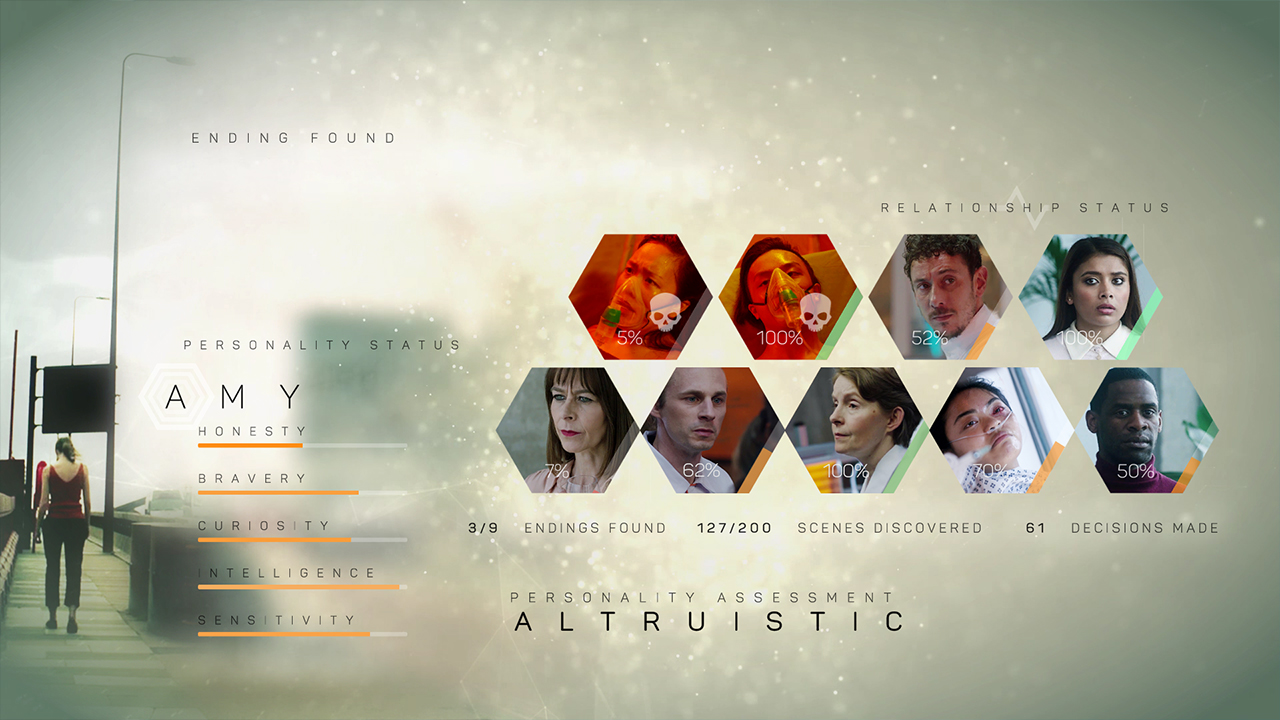 ENDING FOUND
RELATIONSHIP STATUS
5%
100%
52%
100%
PERSONALITY STATUS
AMY
HONESTY
BRAVERY
CURIOSITY
INTELLIGENCE
SENSITIVITY
7%
62%
100%
70%
50%
3/9 ENDINGS FOUND 127/200 SCENES DISCOVERED 61 DECISIONS MADE
PERSONALITY ASSESSMENT
ALTRUISTIC